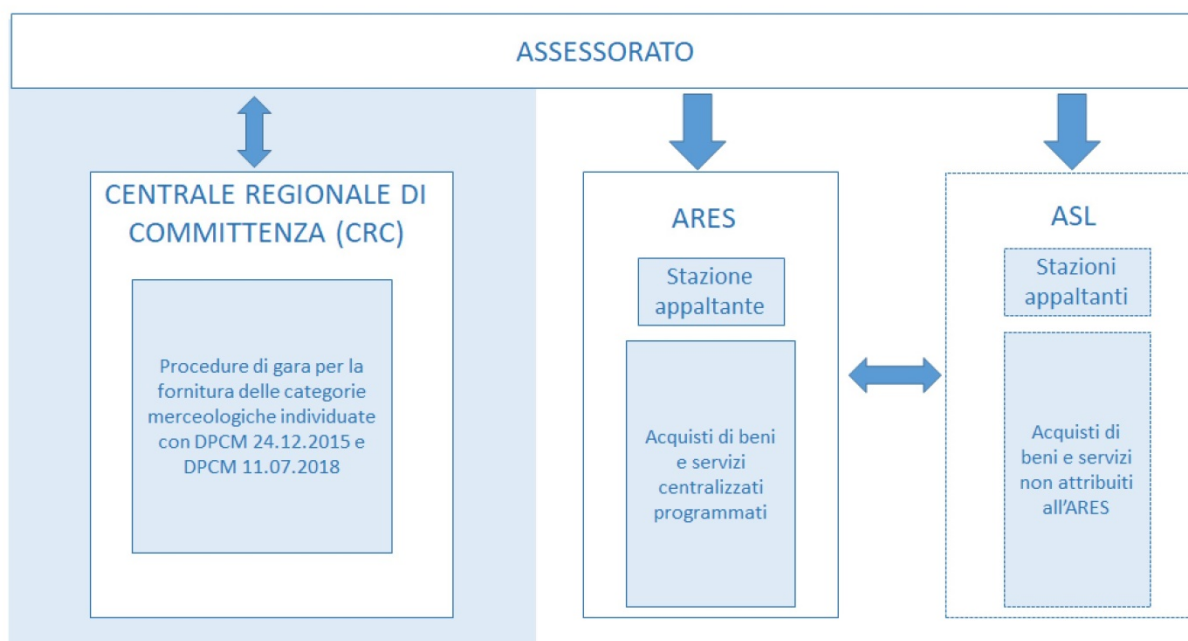 ASSESSORATO
CENTRALE REGIONALE DI
COMMITTENZA (CRC)
Procedure di gara per la
fornitura delle categorie
merceologiche individuate
con DPCM 24.12.2015 e
DPCM 11.07.2018
ARES
Stazione
appaltante
Acquisti di beni
e servizi
centralizzati
programmati
ASL
Stazioni
appaltanti
Acquisti di
beni e servizi
non attribuiti
all’ARES